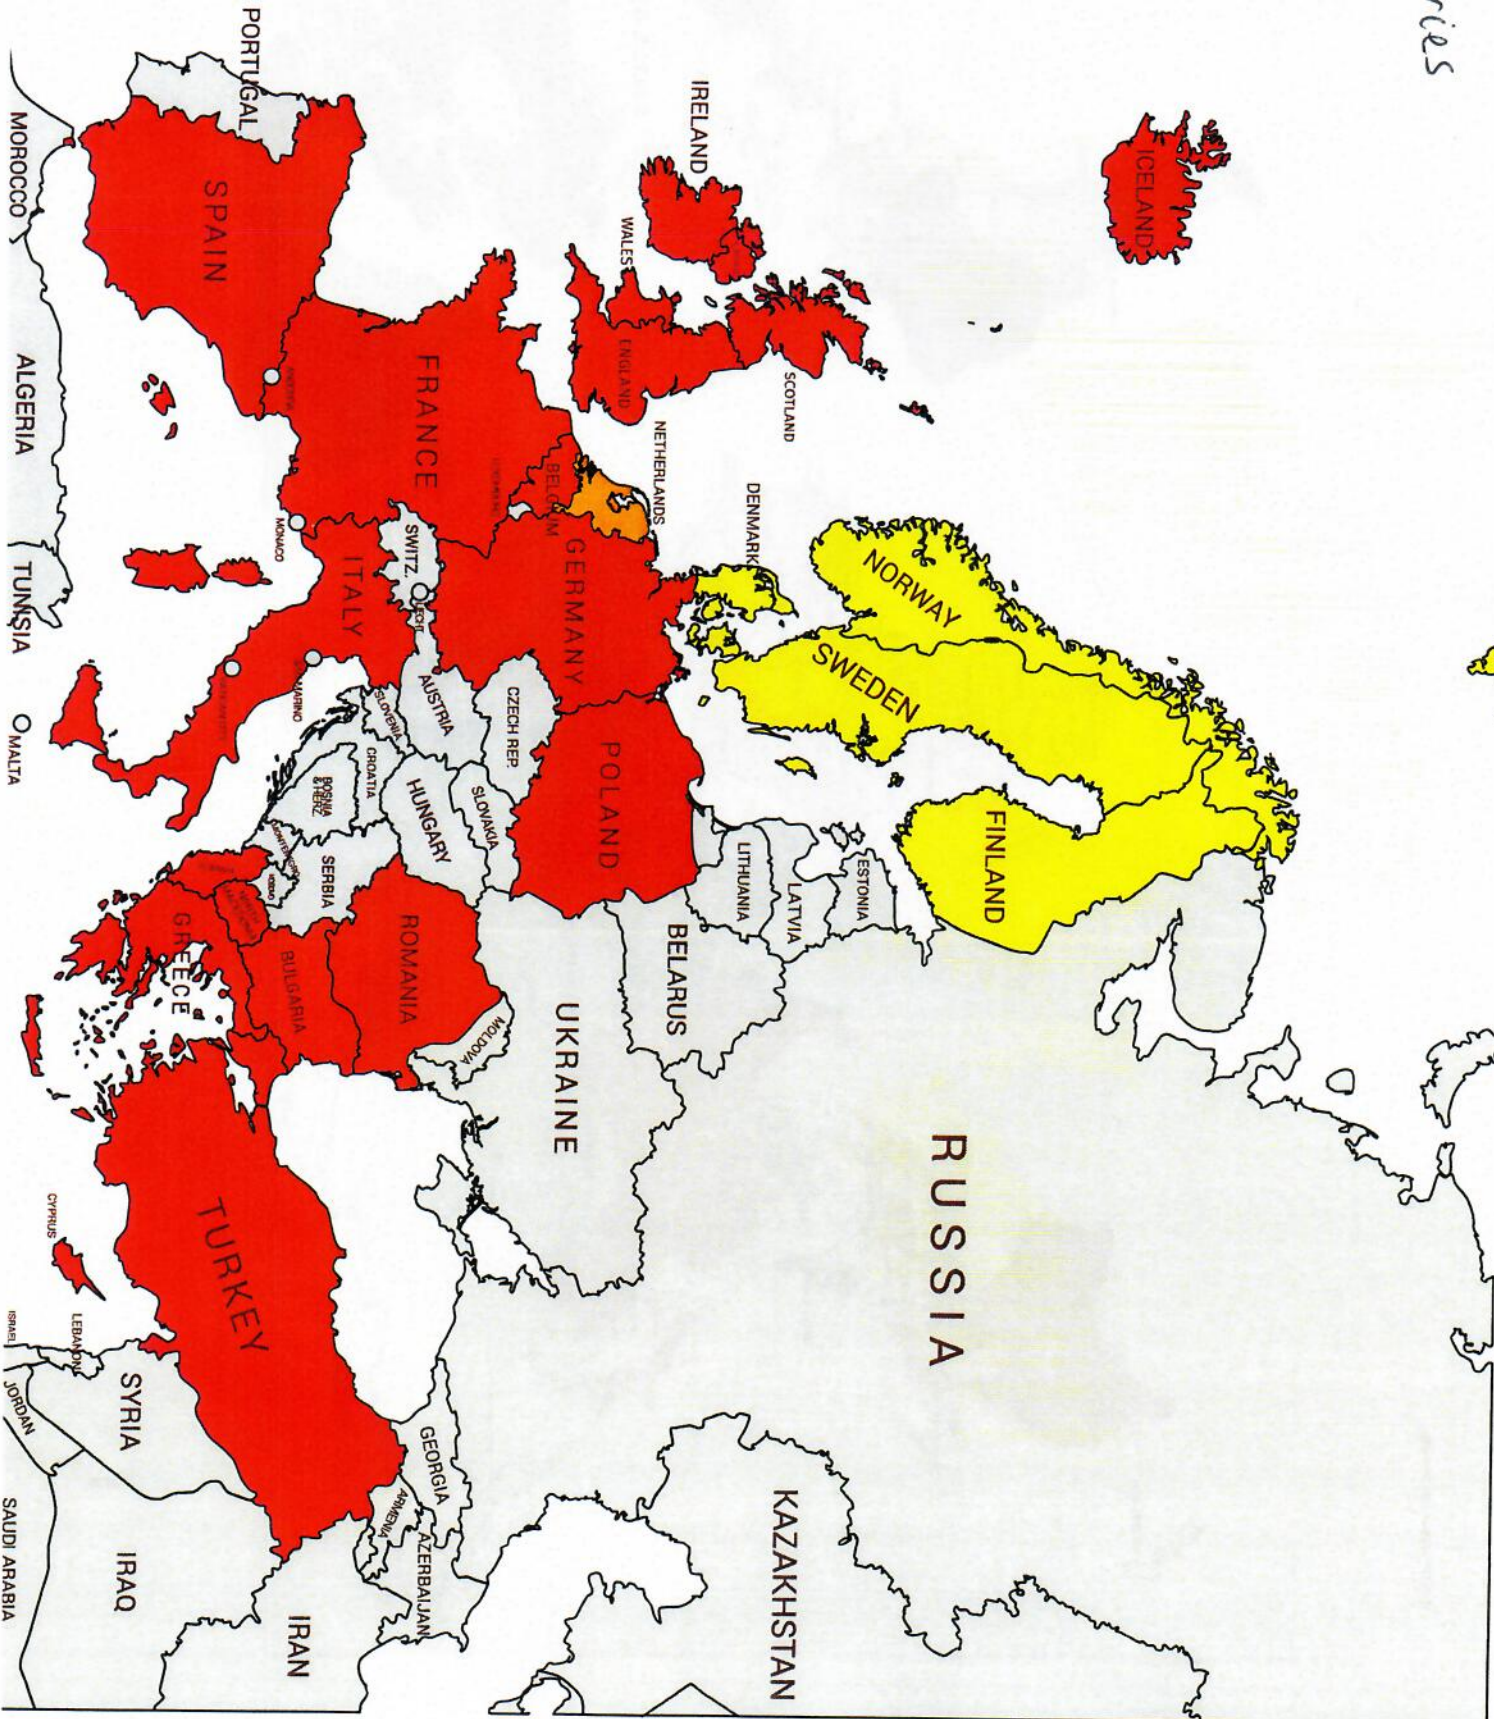 ries
ICELAND
IRELAND
WALES
SCOTLAND
ENGLAND
NETHERLANDS
DENMARK
NORWAY
SWEDEN
FINLAND
RUSSIA
ESTONIA
LATVIA
LITHUANIA
BELARUS
POLAND
GERMANY
BELGIUM
FRANCE
SWITZ.
AUSTRIA
CZECH REP.
SLOVAKIA
HUNGARY
UKRAINE
MOLDOVA
ROMANIA
BULGARIA
SERBIA
CROATIA
SLOVENIA
BOSNIA
& HERZ.
ITALY
MONACO
PORTUGAL
SPAIN
GREECE
TURKEY
CYPRUS
MALTA
MOROCCO
ALGERIA
TUNISIA
GEORGIA
ARMENIA
AZERBAIJAN
KAZAKHSTAN
SYRIA
LEBANON
ISRAEL
JORDAN
IRAQ
IRAN
SAUDI ARABIA